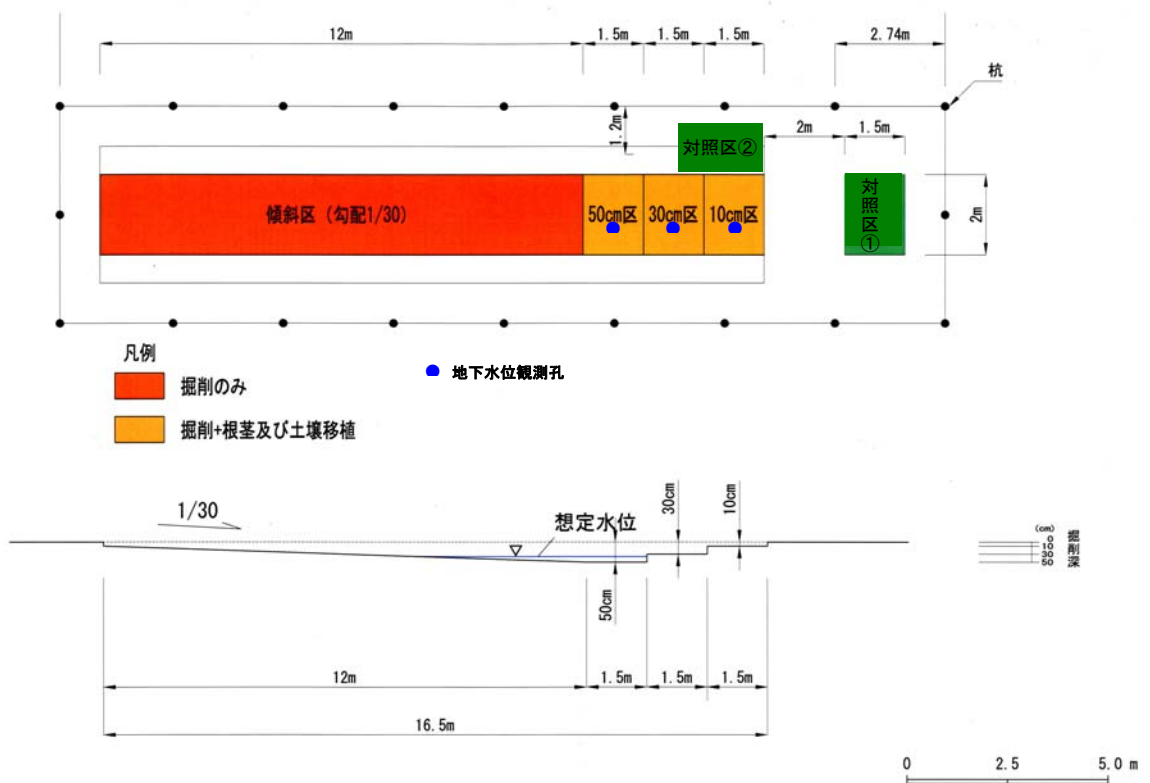 12m
1.5m
1.5m
1.5m
2.74m
杭
1.2m
対照区②
2m
1.5m
傾斜区（勾配1/30）
50cm区
30cm区
10cm区
対照区①
2m
凡例
掘削のみ
地下水位観測孔
掘削+根茎及び土壌移植
1/30
想定水位
30cm
10cm
50cm
(cm)
0
10
30
50
掘削深
12m
1.5m
1.5m
1.5m
16.5m
0 2.5 5.0 m